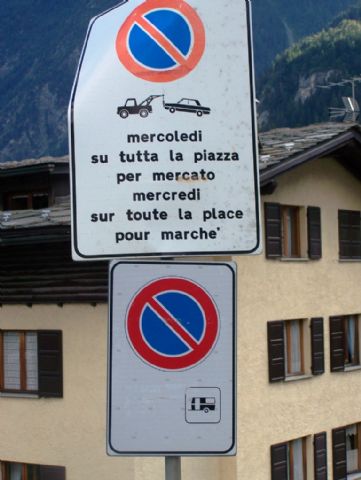 mercoledi
su tutta la piazza
per mercato
mercredi
sur toute la place
pour marche'